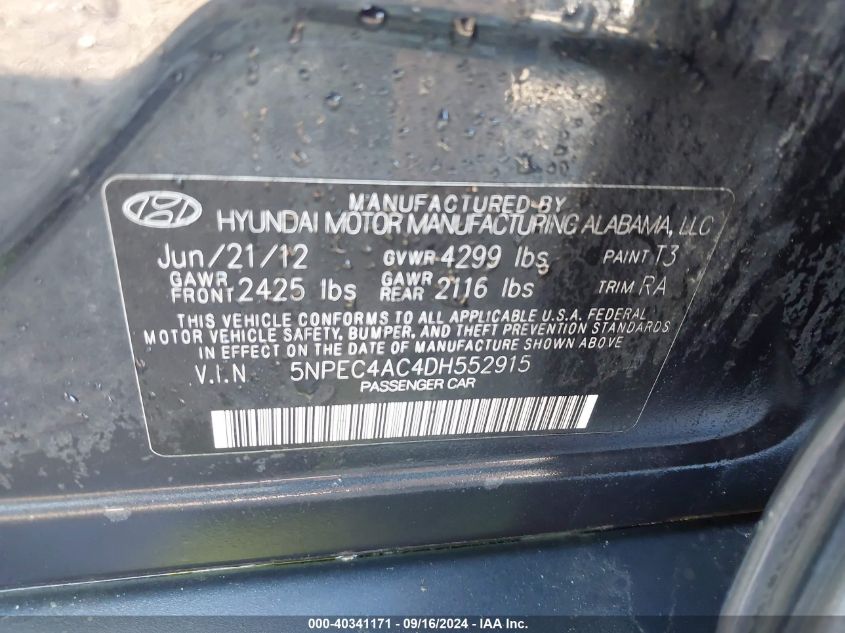 MANUFACTURED BY
HYUNDAI MOTOR MANUFACTURING ALABAMA, LLC
Jun/21/12 GVWR 4299 lbs PAINT T3
GAWR FRONT 2425 lbs GAWR REAR 2116 lbs TRIM RA
THIS VEHICLE CONFORMS TO ALL APPLICABLE U.S.A. FEDERAL
MOTOR VEHICLE SAFETY, BUMPER, AND THEFT PREVENTION STANDARDS
IN EFFECT ON THE DATE OF MANUFACTURE SHOWN ABOVE
V.I.N 5NPEC4AC4DH552915
PASSENGER CAR
000-40341171 - 09/16/2024 - IAA Inc.